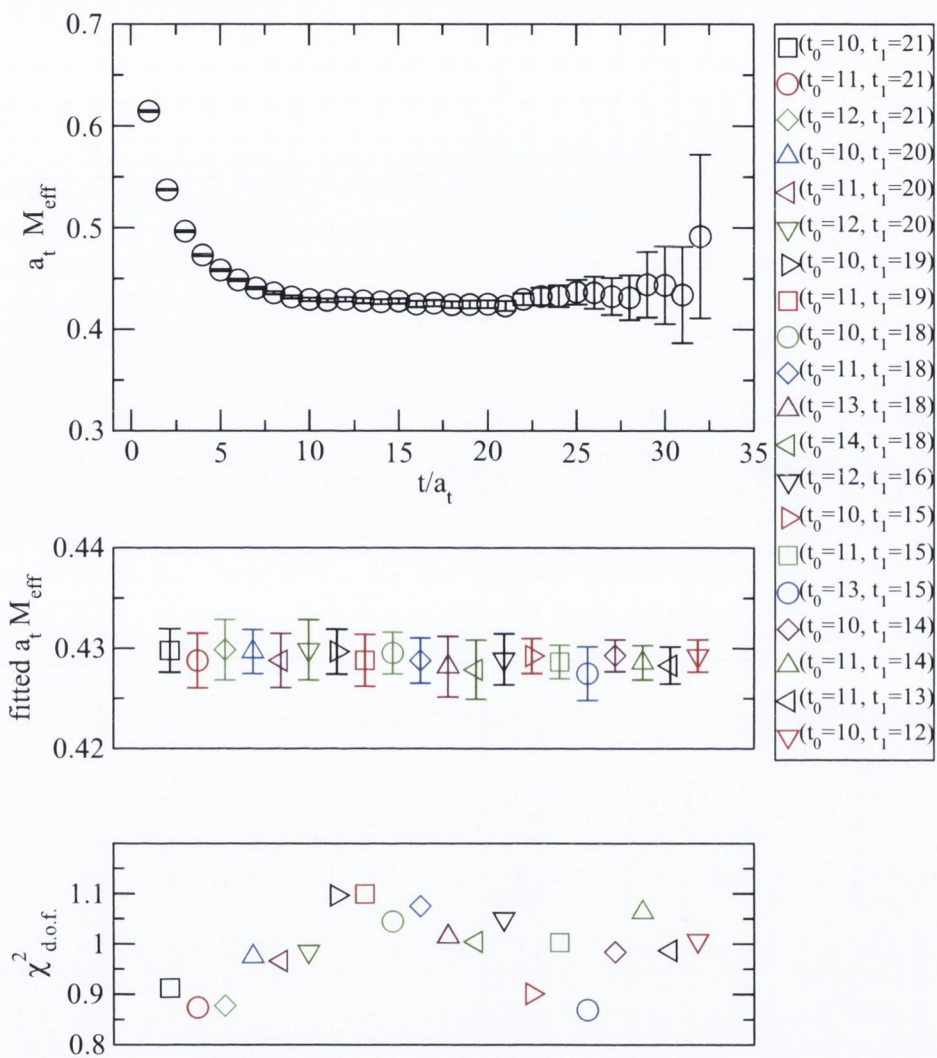 0.7
0.6
0.5
0.4
0.3
a_t M_eff
0 5 10 15 20 25 30 35
t/a_t
0.44
0.43
0.42
fitted a_t M_eff
1.1
1
0.9
0.8
χ²_d.o.f.
(t_0=10, t_1=21)
(t_0=11, t_1=21)
(t_0=12, t_1=21)
(t_0=10, t_1=20)
(t_0=11, t_1=20)
(t_0=12, t_1=20)
(t_0=10, t_1=19)
(t_0=11, t_1=19)
(t_0=10, t_1=18)
(t_0=11, t_1=18)
(t_0=13, t_1=18)
(t_0=14, t_1=18)
(t_0=12, t_1=16)
(t_0=10, t_1=15)
(t_0=11, t_1=15)
(t_0=13, t_1=15)
(t_0=10, t_1=14)
(t_0=11, t_1=14)
(t_0=11, t_1=13)
(t_0=10, t_1=12)